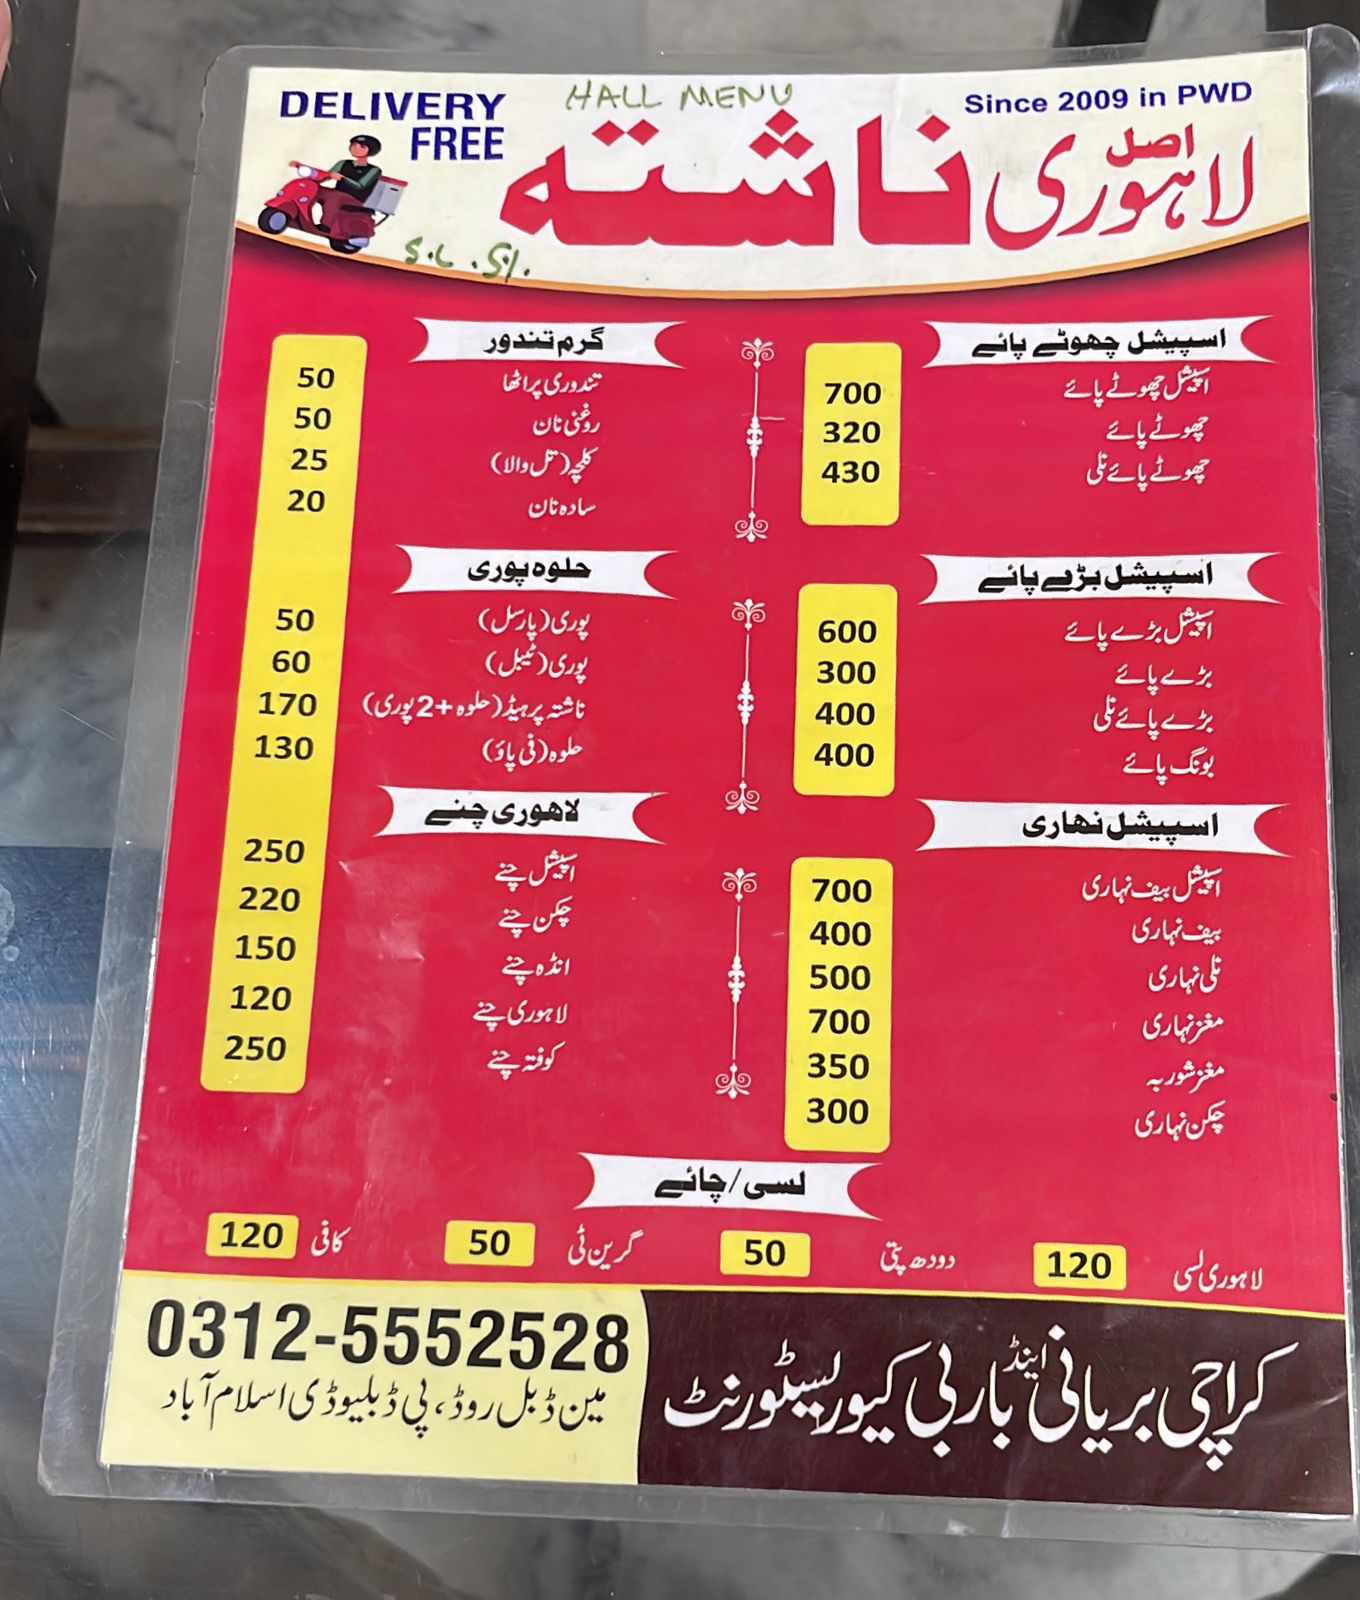 DELIVERY FREE
HALL MENU
Since 2009 in PWD
اصل لاہوری ناشتہ
اسپیشل چھوٹے پائے
اسپیشل چھوٹے پائے 700
چھوٹے پائے 320
چھوٹے پائے نلی 430
اسپیشل بڑے پائے
اسپیشل بڑے پائے 600
بڑے پائے 300
بڑے پائے نلی 400
بونگ پائے 400
اسپیشل نہاری
اسپیشل بیف نہاری 700
بیف نہاری 400
نلی نہاری 500
مغز نہاری 700
مغز شوربہ 350
چکن نہاری 300
گرم تندور
تندوری پراٹھا 50
روغنی نان 50
کلچہ (تل والا) 25
سادہ نان 20
حلوہ پوری
پوری (پارسل) 50
پوری (ٹیبل) 60
ناشتہ پر ہیڈ (حلوہ + 2 پوری) 170
حلوہ (فی پاؤ) 130
لاهوری چنے
اسپیشل چنے 250
چکن چنے 220
انڈہ چنے 150
لاہوری چنے 120
کوفتہ چنے 250
لسی / چائے
لاہوری لسی 120
دودھ پتی 50
گرین ٹی 50
کافی 120
کراچی بریانی اینڈ باربی کیو ریسٹورنٹ
0312-5552528
مین ڈبل روڈ، پی ڈبلیو ڈی اسلام آباد